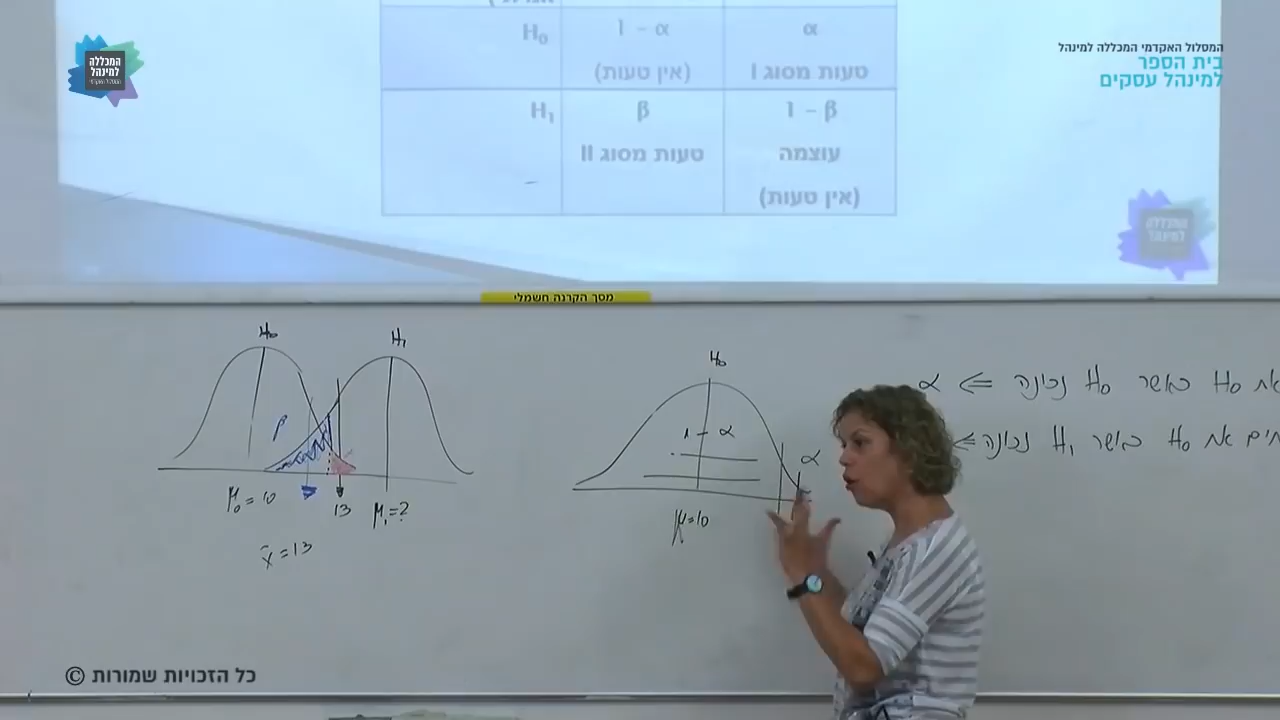 המכללה
למינהל
המסלול האקדמי המכללה למינהל
בית הספר
למינהל עסקים
H₀
1 - α
α
(אין טעות)
טעות מסוג I
H₁
β
1 - β
טעות מסוג II
עוצמה
(אין טעות)
מסך הקרנה חשמלי
H₀
H₁
β
μ₀ = 10
13
μ₁ = ?
x̄ = 13
H₀
1 - α
α
μ = 10
את H₀ כאשר H₀ נכונה ⇐ α
את H₀ כאשר H₁ נכונה ⇐
כל הזכויות שמורות ©